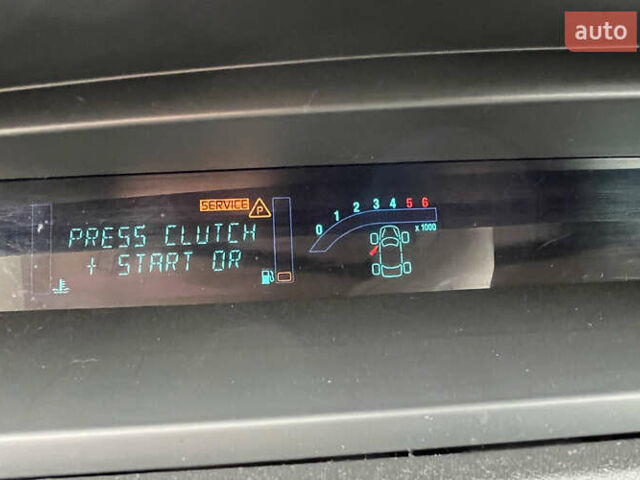 auto
SERVICE
P
PRESS CLUTCH
+ START OR
0 1 2 3 4 5 6
x 1000